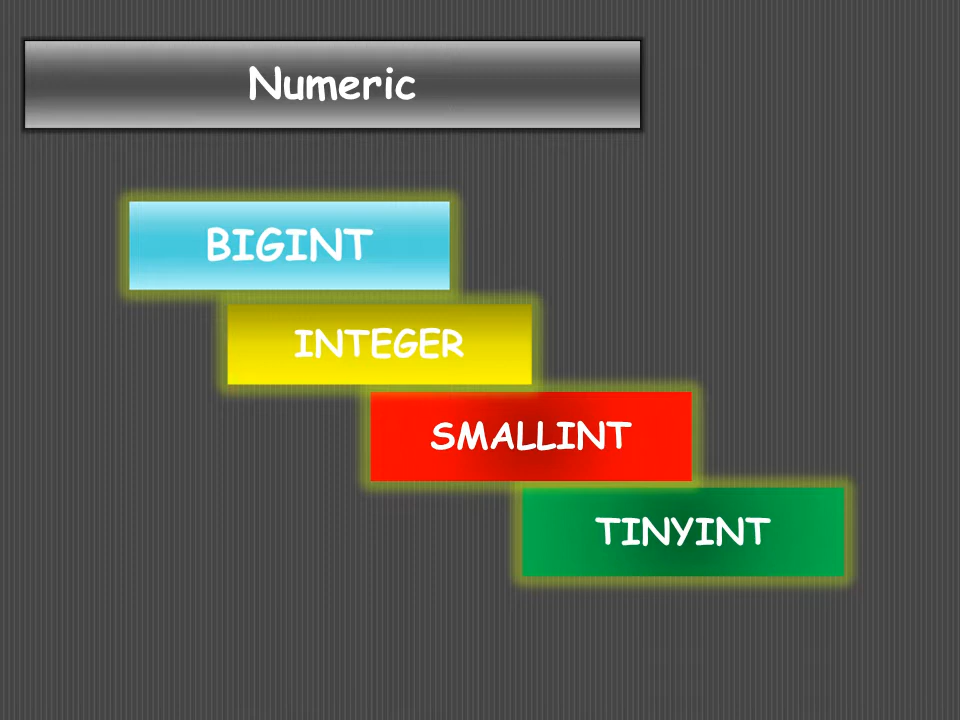 Numeric
BIGINT
INTEGER
SMALLINT
TINYINT